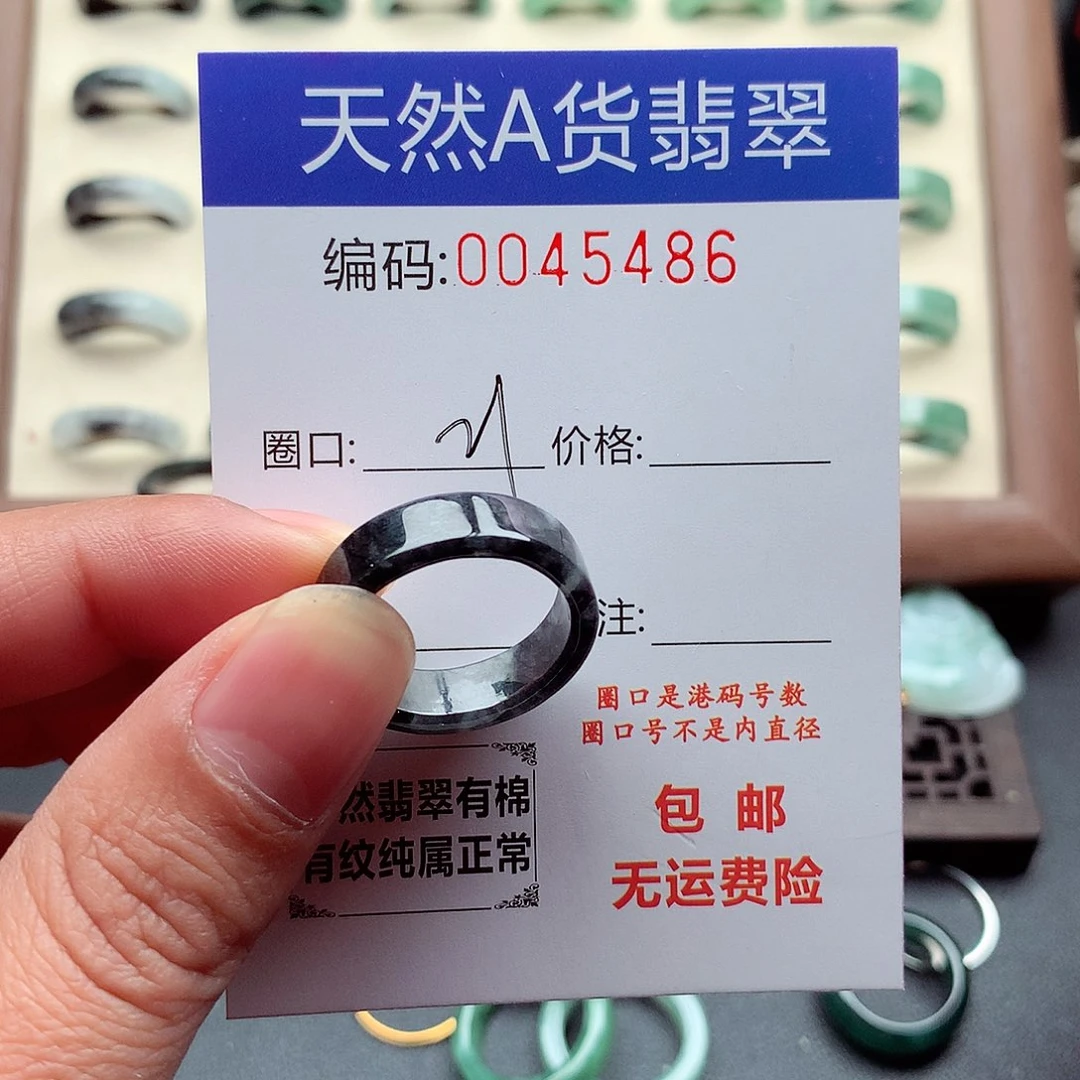 天然A货翡翠
编码:0045486
圈口: 价格:
注:
圈口是港码号数
圈口号不是内直径
然翡翠有棉
有纹纯属正常
包 邮
无运费险